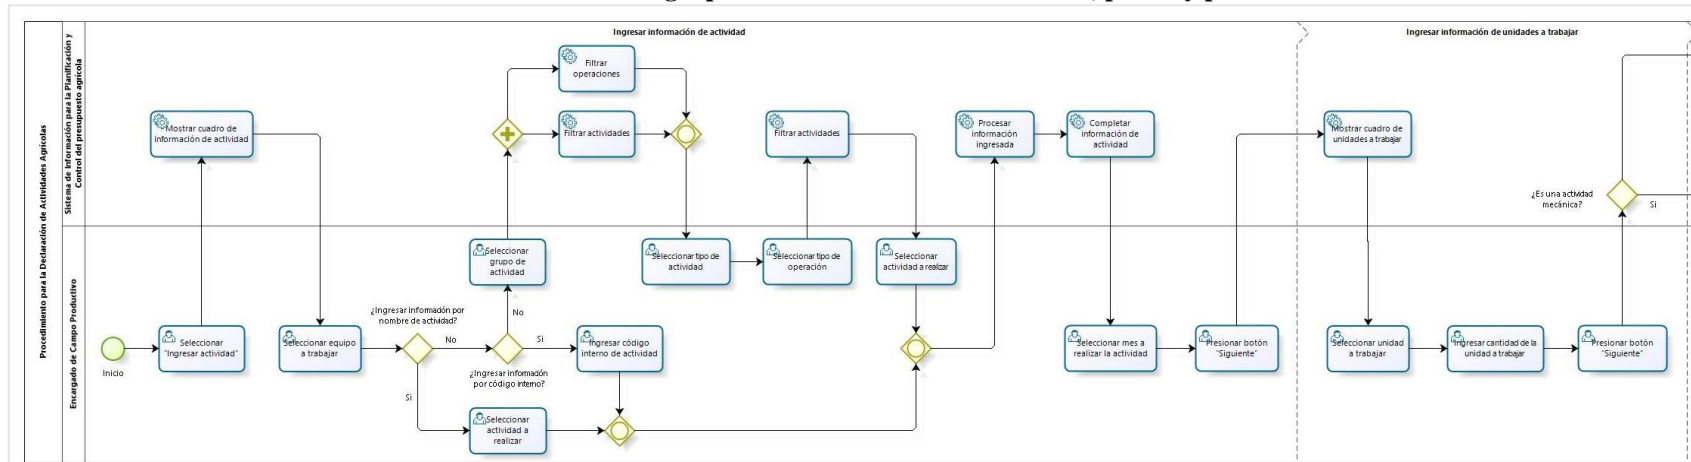 Ingresar información de actividad
Ingresar información de unidades a trabajar
Procedimiento para la Declaración de Actividades Agrícolas
Sistema de Información para la Planificación y
Control del presupuesto agrícola
Encargado de Campo Productivo
Filtrar
operaciones
Mostrar cuadro de
información de actividad
Filtrar actividades
Filtrar actividades
Procesar
información
ingresada
Completar
información de
actividad
Mostrar cuadro de
unidades a trabajar
¿Es una actividad
mecánica?
Si
Seleccionar
grupo de
actividad
Seleccionar tipo de
actividad
Seleccionar tipo de
operación
Seleccionar
actividad a realizar
¿Ingresar información por
nombre de actividad?
No
Inicio
Seleccionar
"Ingresar actividad"
Seleccionar equipo
a trabajar
No
Si
Ingresar código
interno de actividad
¿Ingresar información
por código interno?
Seleccionar mes a
realizar la actividad
Presionar botón
"Siguiente"
Seleccionar unidad
a trabajar
Ingresar cantidad de la
unidad a trabajar
Presionar botón
"Siguiente"
Si
Seleccionar
actividad a
realizar